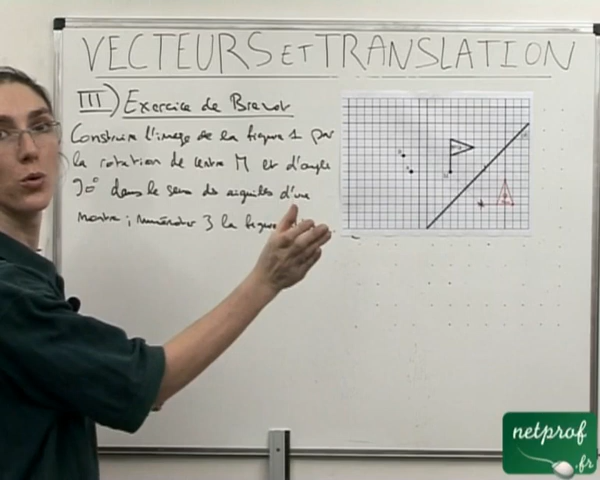 VECTEURS ET TRANSLATION
III) Exercice de Brevet
Construire l'image de la figure 1 par
la rotation de centre M et d'angle
90° dans le sens des aiguilles d'une
montre ; numéroter 3 la figure
netprof
.fr